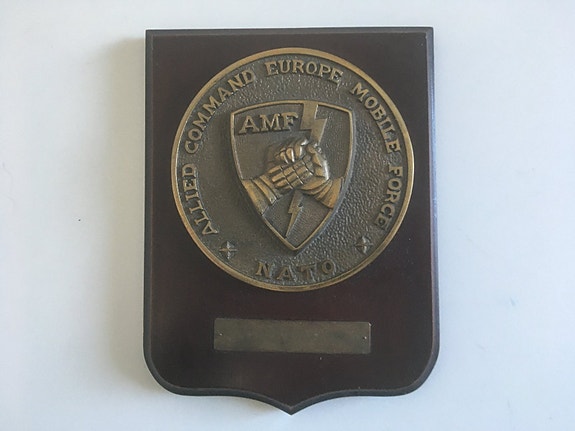 ALLIED COMMAND EUROPE MOBILE FORCE
AMF
NATO